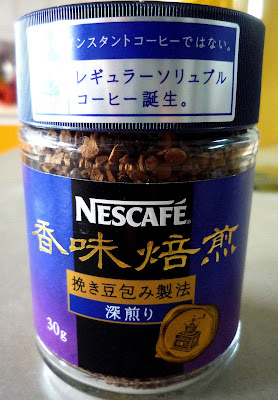 インスタントコーヒーではない。
レギュラーソリュブル
コーヒー誕生。
NESCAFÉ
香味焙煎
挽き豆包み製法
深煎り
30g